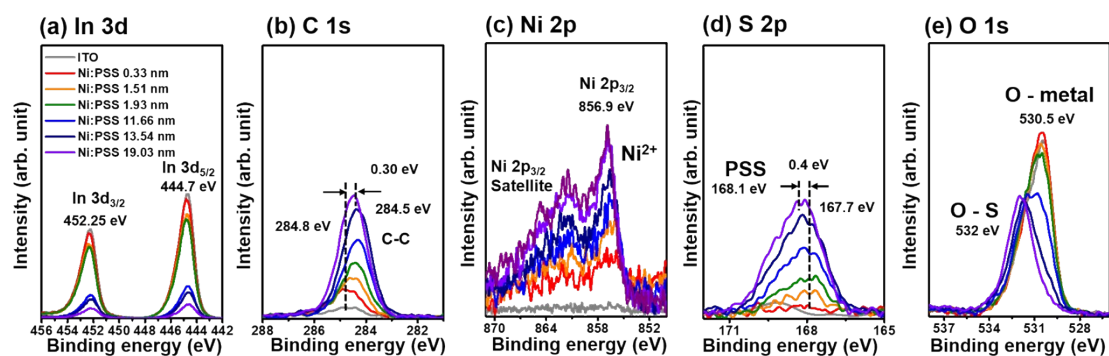 (a) In 3d
Intensity (arb. unit)
ITO
Ni:PSS 0.33 nm
Ni:PSS 1.51 nm
Ni:PSS 1.93 nm
Ni:PSS 11.66 nm
Ni:PSS 13.54 nm
Ni:PSS 19.03 nm
In 3d5/2
444.7 eV
In 3d3/2
452.25 eV
456 454 452 450 448 446 444 442
Binding energy (eV)
(b) C 1s
Intensity (arb. unit)
0.30 eV
284.5 eV
284.8 eV
C-C
288 286 284 282
Binding energy (eV)
(c) Ni 2p
Intensity (arb. unit)
Ni 2p3/2
856.9 eV
Ni 2p3/2
Satellite
Ni2+
870 864 858 852
Binding energy (eV)
(d) S 2p
Intensity (arb. unit)
0.4 eV
PSS
168.1 eV
167.7 eV
171 168 165
Binding energy (eV)
(e) O 1s
Intensity (arb. unit)
O - metal
530.5 eV
O - S
532 eV
537 534 531 528
Binding energy (eV)